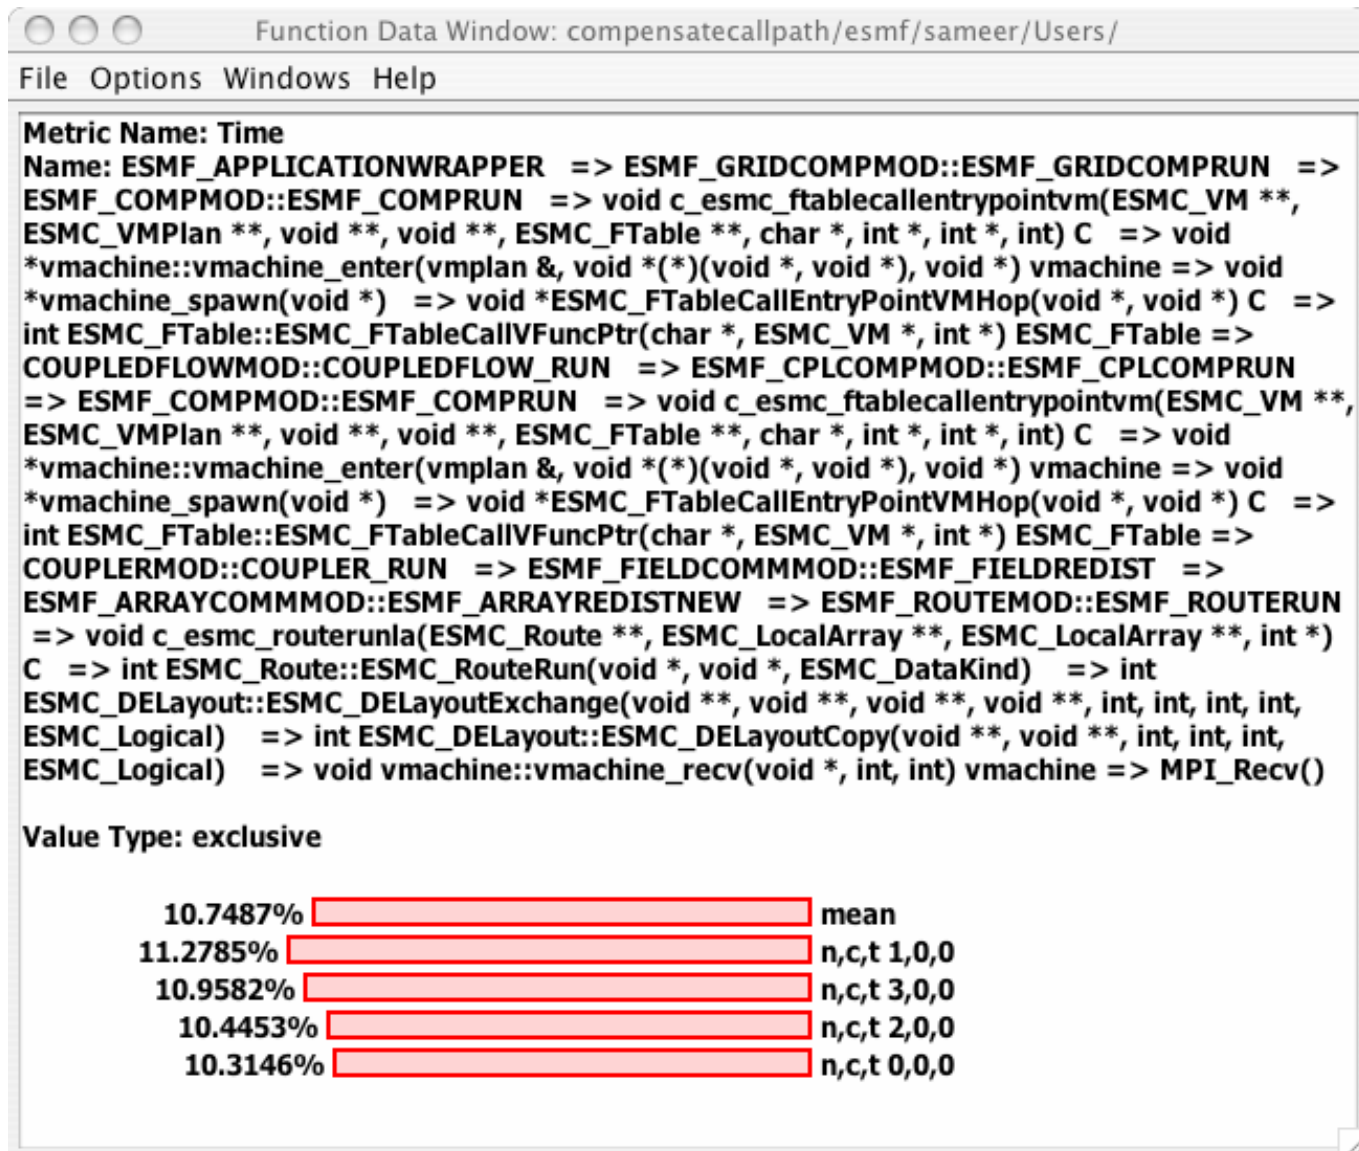 Function Data Window: compensatecallpath/esmf/sameer/Users/
File Options Windows Help
Metric Name: Time
Name: ESMF_APPLICATIONWRAPPER => ESMF_GRIDCOMPMOD::ESMF_GRIDCOMPRUN =>
ESMF_COMPMOD::ESMF_COMPRUN => void c_esmc_ftablecallentrypointvm(ESMC_VM **,
ESMC_VMPlan **, void **, void **, ESMC_FTable **, char *, int *, int *, int) C => void
*vmachine::vmachine_enter(vmplan &, void *(*)(void *, void *), void *) vmachine => void
*vmachine_spawn(void *) => void *ESMC_FTableCallEntryPointVMHop(void *, void *) C =>
int ESMC_FTable::ESMC_FTableCallVFuncPtr(char *, ESMC_VM *, int *) ESMC_FTable =>
COUPLEDFLOWMOD::COUPLEDFLOW_RUN => ESMF_CPLCOMPMOD::ESMF_CPLCOMPRUN
=> ESMF_COMPMOD::ESMF_COMPRUN => void c_esmc_ftablecallentrypointvm(ESMC_VM **,
ESMC_VMPlan **, void **, void **, ESMC_FTable **, char *, int *, int *, int) C => void
*vmachine::vmachine_enter(vmplan &, void *(*)(void *, void *), void *) vmachine => void
*vmachine_spawn(void *) => void *ESMC_FTableCallEntryPointVMHop(void *, void *) C =>
int ESMC_FTable::ESMC_FTableCallVFuncPtr(char *, ESMC_VM *, int *) ESMC_FTable =>
COUPLERMOD::COUPLER_RUN => ESMF_FIELDCOMMMOD::ESMF_FIELDREDIST =>
ESMF_ARRAYCOMMMOD::ESMF_ARRAYREDISTNEW => ESMF_ROUTEMOD::ESMF_ROUTERUN
=> void c_esmc_routerunla(ESMC_Route **, ESMC_LocalArray **, ESMC_LocalArray **, int *)
C => int ESMC_Route::ESMC_RouteRun(void *, void *, ESMC_DataKind) => int
ESMC_DELayout::ESMC_DELayoutExchange(void **, void **, void **, void **, int, int, int, int,
ESMC_Logical) => int ESMC_DELayout::ESMC_DELayoutCopy(void **, void **, int, int, int,
ESMC_Logical) => void vmachine::vmachine_recv(void *, int, int) vmachine => MPI_Recv()
Value Type: exclusive
10.7487% mean
11.2785% n,c,t 1,0,0
10.9582% n,c,t 3,0,0
10.4453% n,c,t 2,0,0
10.3146% n,c,t 0,0,0